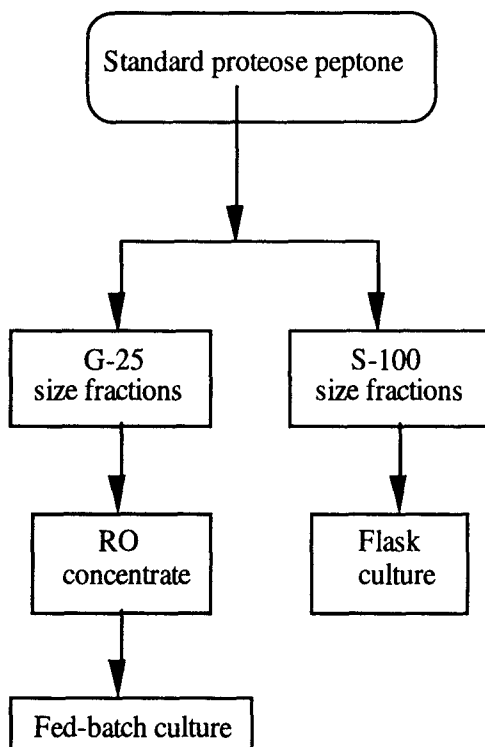 Standard proteose peptone
G-25
size fractions
S-100
size fractions
RO
concentrate
Flask
culture
Fed-batch culture